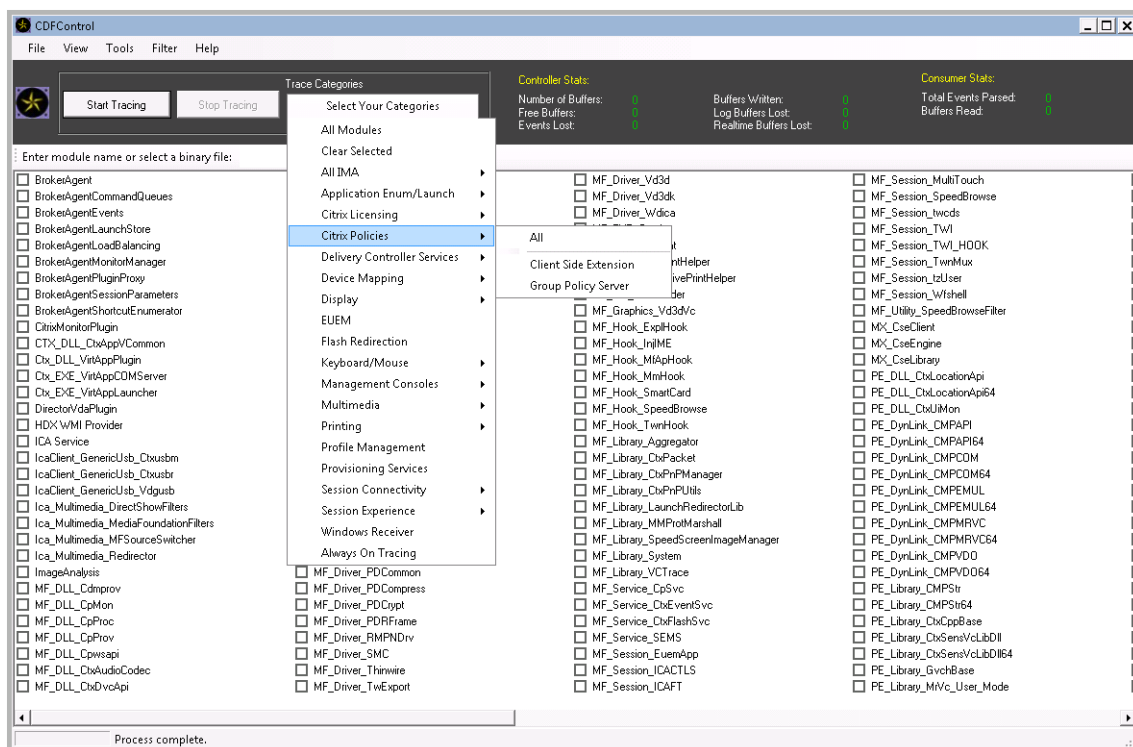 CDFControl
File View Tools Filter Help
Start Tracing
Stop Tracing
Trace Categories
Controller Stats:
Number of Buffers: 0
Free Buffers: 0
Events Lost: 0
Buffers Written: 0
Log Buffers Lost: 0
Realtime Buffers Lost: 0
Consumer Stats:
Total Events Parsed: 0
Buffers Read: 0
Enter module name or select a binary file:
Select Your Categories
All Modules
Clear Selected
All IMA
Application Enum/Launch
Citrix Licensing
Citrix Policies
Delivery Controller Services
Device Mapping
Display
EUEM
Flash Redirection
Keyboard/Mouse
Management Consoles
Multimedia
Printing
Profile Management
Provisioning Services
Session Connectivity
Session Experience
Windows Receiver
Always On Tracing
All
Client Side Extension
Group Policy Server
BrokerAgent
BrokerAgentCommandQueues
BrokerAgentEvents
BrokerAgentLaunchStore
BrokerAgentLoadBalancing
BrokerAgentMonitorManager
BrokerAgentPluginProxy
BrokerAgentSessionParameters
BrokerAgentShortcutEnumerator
CitrixMonitorPlugin
CTX_DLL_CtxAppVCommon
Ctx_DLL_VirtAppPlugin
Ctx_EXE_VirtAppCOMServer
Ctx_EXE_VirtAppLauncher
DirectorVdaPlugin
HDX WMI Provider
ICA Service
IcaClient_GenericUsb_Ctxusbm
IcaClient_GenericUsb_Ctxusbr
IcaClient_GenericUsb_Vdgusb
Ica_Multimedia_DirectShowFilters
Ica_Multimedia_MediaFoundationFilters
Ica_Multimedia_MFSourceSwitcher
Ica_Multimedia_Redirector
ImageAnalysis
MF_DLL_Cdmprov
MF_DLL_CpMon
MF_DLL_CpProc
MF_DLL_CpProv
MF_DLL_Cpwsapi
MF_DLL_CtxAudioCodec
MF_DLL_CtxDvcApi
MF_Driver_PDCommon
MF_Driver_PDCompress
MF_Driver_PDCrypt
MF_Driver_PDRFrame
MF_Driver_RMPNDrv
MF_Driver_SMC
MF_Driver_Thinwire
MF_Driver_TwExport
MF_Driver_Vd3d
MF_Driver_Vd3dk
MF_Driver_Wdica
MF_Graphics_Vd3dVc
MF_Hook_ExplHook
MF_Hook_InjIME
MF_Hook_MfApHook
MF_Hook_MmHook
MF_Hook_SmartCard
MF_Hook_SpeedBrowse
MF_Hook_TwnHook
MF_Library_Aggregator
MF_Library_CtxPacket
MF_Library_CtxPnPManager
MF_Library_CtxPnPUtils
MF_Library_LaunchRedirectorLib
MF_Library_MMProtMarshall
MF_Library_SpeedScreenImageManager
MF_Library_System
MF_Library_VCTrace
MF_Service_CpSvc
MF_Service_CtxEventSvc
MF_Service_CtxFlashSvc
MF_Service_SEMS
MF_Session_EuemApp
MF_Session_ICACTLS
MF_Session_ICAFT
MF_Session_MultiTouch
MF_Session_SpeedBrowse
MF_Session_twcds
MF_Session_TWI
MF_Session_TWI_HOOK
MF_Session_TwnMux
MF_Session_tzUser
MF_Session_Wfshell
MF_Utility_SpeedBrowseFilter
MX_CseClient
MX_CseEngine
MX_CseLibrary
PE_DLL_CtxLocationApi
PE_DLL_CtxLocationApi64
PE_DLL_CtxUiMon
PE_DynLink_CMPAPI
PE_DynLink_CMPAPI64
PE_DynLink_CMPCOM
PE_DynLink_CMPCOM64
PE_DynLink_CMPEMUL
PE_DynLink_CMPEMUL64
PE_DynLink_CMPMRVC
PE_DynLink_CMPMRVC64
PE_DynLink_CMPVDO
PE_DynLink_CMPVDO64
PE_Library_CMPStr
PE_Library_CMPStr64
PE_Library_CtxCppBase
PE_Library_CtxSensVcLibDll
PE_Library_CtxSensVcLibDll64
PE_Library_GvchBase
PE_Library_MrVc_User_Mode
Process complete.